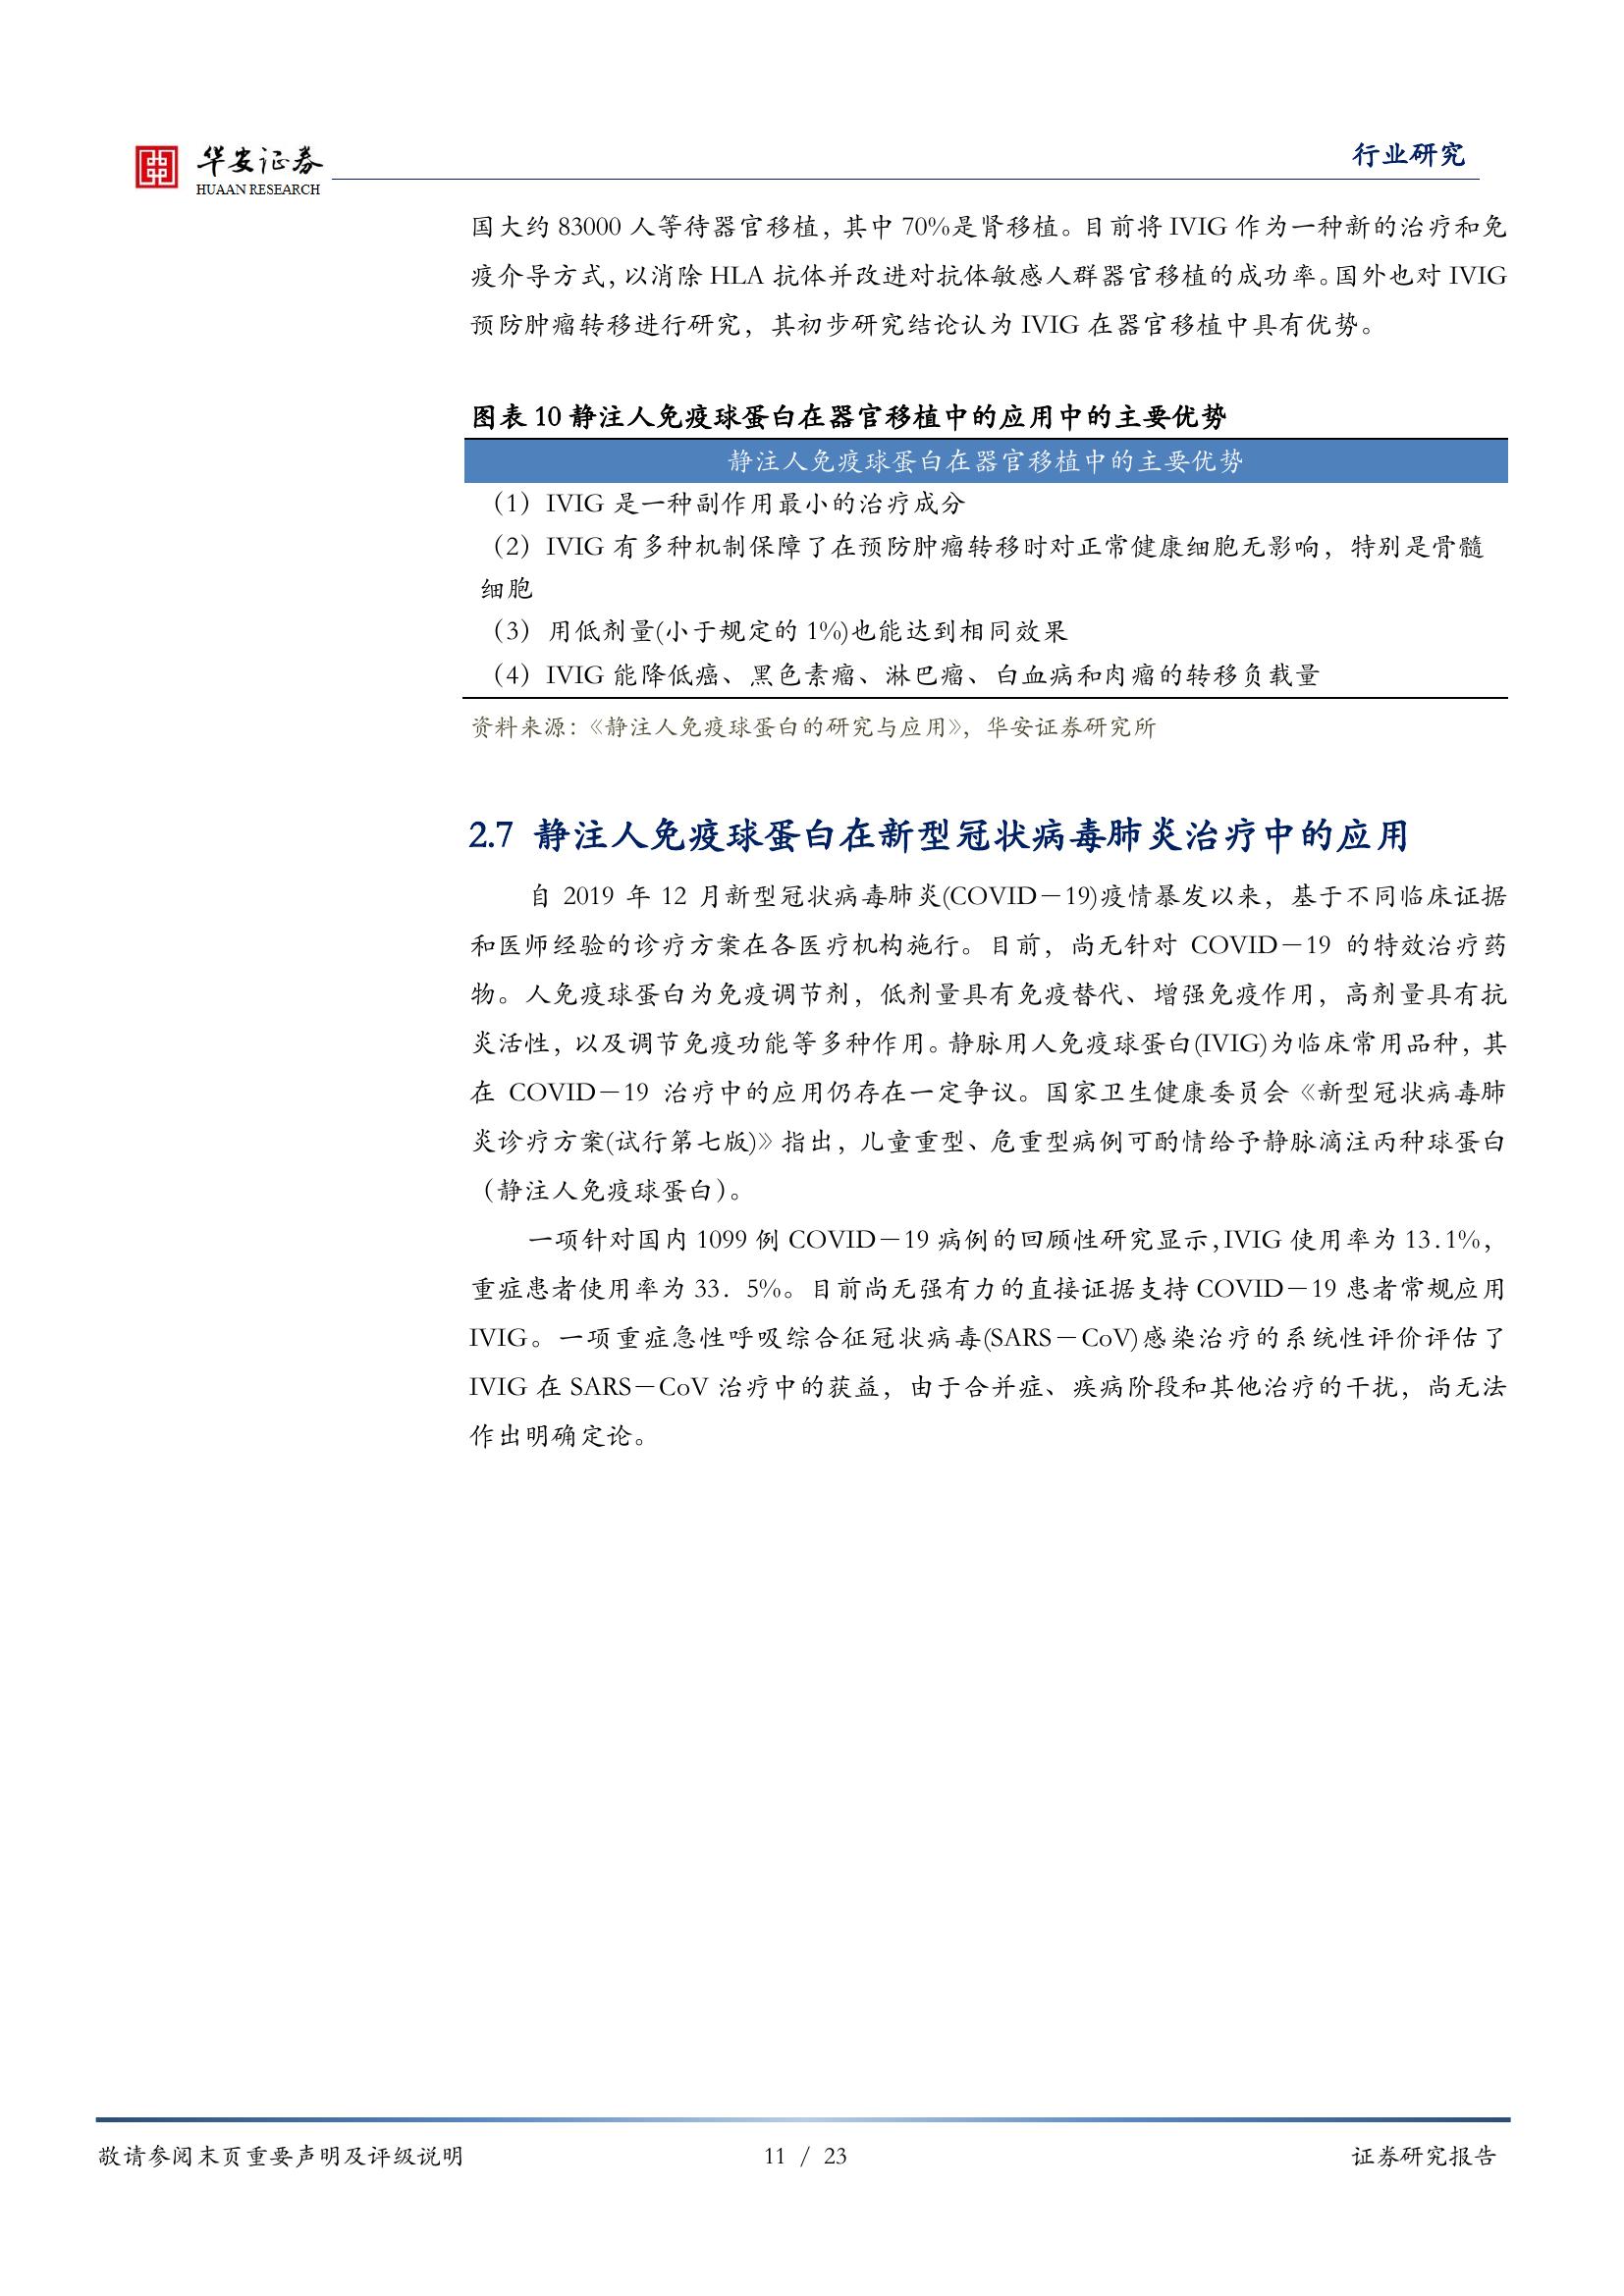 华安证券
HUAAN RESEARCH
行业研究
国大约 83000 人等待器官移植，其中 70%是肾移植。目前将 IVIG 作为一种新的治疗和免
疫介导方式，以消除 HLA 抗体并改进对抗体敏感人群器官移植的成功率。国外也对 IVIG
预防肿瘤转移进行研究，其初步研究结论认为 IVIG 在器官移植中具有优势。
图表 10 静注人免疫球蛋白在器官移植中的应用中的主要优势
静注人免疫球蛋白在器官移植中的主要优势
（1）IVIG 是一种副作用最小的治疗成分
（2）IVIG 有多种机制保障了在预防肿瘤转移时对正常健康细胞无影响，特别是骨髓
细胞
（3）用低剂量(小于规定的 1%)也能达到相同效果
（4）IVIG 能降低癌、黑色素瘤、淋巴瘤、白血病和肉瘤的转移负载量
资料来源：《静注人免疫球蛋白的研究与应用》，华安证券研究所
2.7 静注人免疫球蛋白在新型冠状病毒肺炎治疗中的应用
自 2019 年 12 月新型冠状病毒肺炎(COVID－19)疫情暴发以来，基于不同临床证据
和医师经验的诊疗方案在各医疗机构施行。目前，尚无针对 COVID－19 的特效治疗药
物。人免疫球蛋白为免疫调节剂，低剂量具有免疫替代、增强免疫作用，高剂量具有抗
炎活性，以及调节免疫功能等多种作用。静脉用人免疫球蛋白(IVIG)为临床常用品种，其
在 COVID－19 治疗中的应用仍存在一定争议。国家卫生健康委员会《新型冠状病毒肺
炎诊疗方案(试行第七版)》指出，儿童重型、危重型病例可酌情给予静脉滴注丙种球蛋白
（静注人免疫球蛋白）。
一项针对国内 1099 例 COVID－19 病例的回顾性研究显示，IVIG 使用率为 13.1%，
重症患者使用率为 33．5%。目前尚无强有力的直接证据支持 COVID－19 患者常规应用
IVIG。一项重症急性呼吸综合征冠状病毒(SARS－CoV)感染治疗的系统性评价评估了
IVIG 在 SARS－CoV 治疗中的获益，由于合并症、疾病阶段和其他治疗的干扰，尚无法
作出明确定论。
敬请参阅末页重要声明及评级说明
11 / 23
证券研究报告